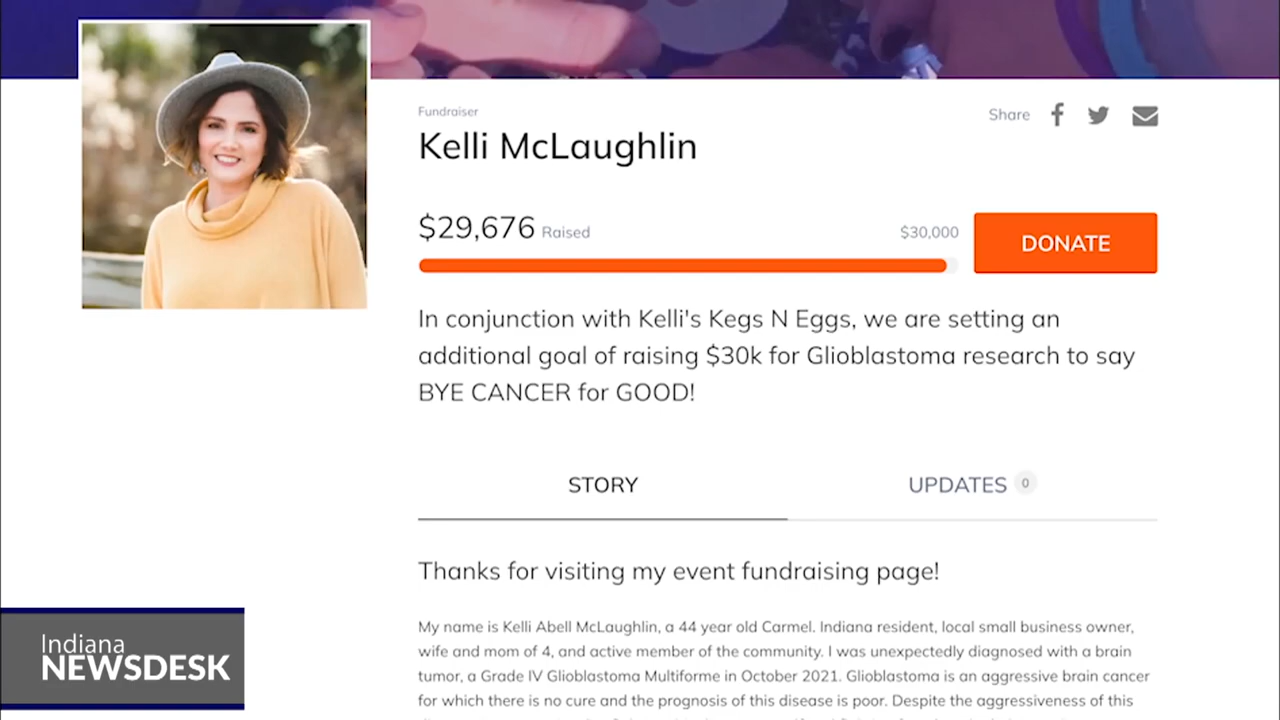 Fundraiser
Kelli McLaughlin
Share
$29,676 Raised
$30,000
DONATE
In conjunction with Kelli's Kegs N Eggs, we are setting an
additional goal of raising $30k for Glioblastoma research to say
BYE CANCER for GOOD!
STORY
UPDATES 0
Thanks for visiting my event fundraising page!
My name is Kelli Abell McLaughlin, a 44 year old Carmel. Indiana resident, local small business owner,
wife and mom of 4, and active member of the community. I was unexpectedly diagnosed with a brain
tumor, a Grade IV Glioblastoma Multiforme in October 2021. Glioblastoma is an aggressive brain cancer
for which there is no cure and the prognosis of this disease is poor. Despite the aggressiveness of this
Indiana
NEWSDESK